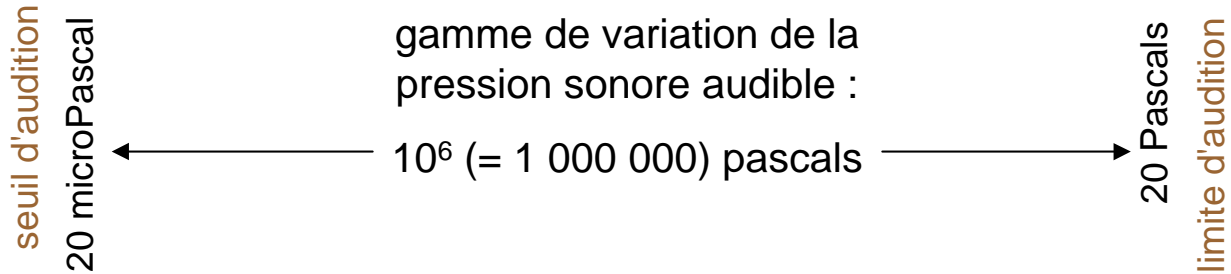 seuil d'audition
20 microPascal
gamme de variation de la
pression sonore audible :
10⁶ (= 1 000 000) pascals
20 Pascals
limite d'audition